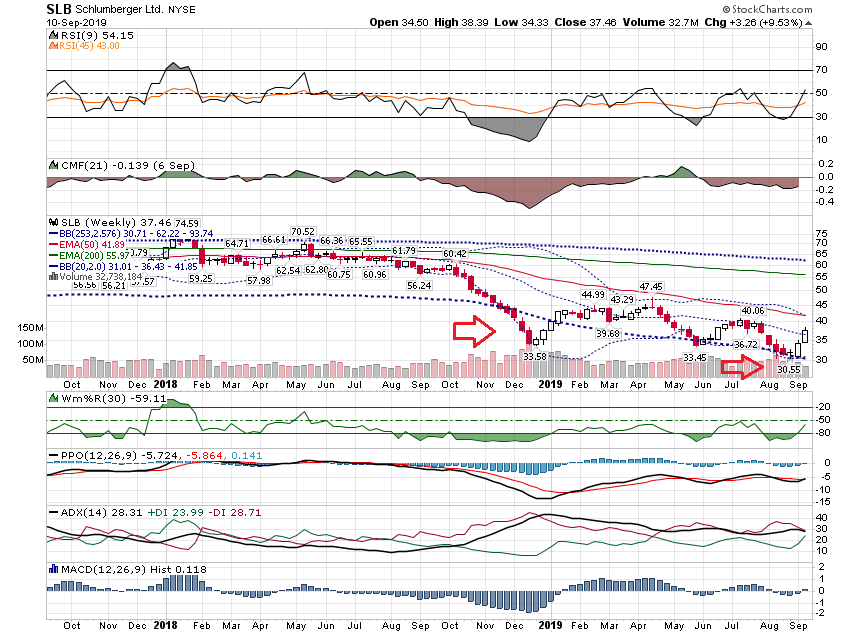 SLB Schlumberger Ltd. NYSE
© StockCharts.com
10-Sep-2019
Open 34.50 High 38.39 Low 34.33 Close 37.46 Volume 32.7M Chg +3.26 (+9.53%)
RSI(9) 54.15
RSI(45) 43.00
90
70
50
30
10
CMF(21) -0.139 (6 Sep)
0.2
0.0
-0.2
-0.4
SLB (Weekly) 37.46
BB(253,2.576) 30.71 - 62.22 - 93.74
EMA(50) 41.89
EMA(200) 55.97
BB(20,2.0) 31.01 - 36.43 - 41.85
Volume 32,738,184
74.59
64.71
66.61
70.52
66.36
65.55
61.79
60.42
56.56
56.21
59.25
57.98
62.54
62.80
60.75
60.96
56.24
33.58
44.99
39.68
43.29
47.45
33.45
36.72
40.06
30.55
75
70
65
60
55
50
45
40
35
30
150M
100M
50M
Oct Nov Dec 2018 Feb Mar Apr May Jun Jul Aug Sep Oct Nov Dec 2019 Feb Mar Apr May Jun Jul Aug Sep
Wm%R(30) -59.11
-20
-50
-80
PPO(12,26,9) -5.724, -5.864, 0.141
0
-5
-10
-15
ADX(14) 28.31 +DI 23.99 -DI 28.71
40
30
20
10
MACD(12,26,9) Hist 0.118
2
1
0
-1
-2
Oct Nov Dec 2018 Feb Mar Apr May Jun Jul Aug Sep Oct Nov Dec 2019 Feb Mar Apr May Jun Jul Aug Sep